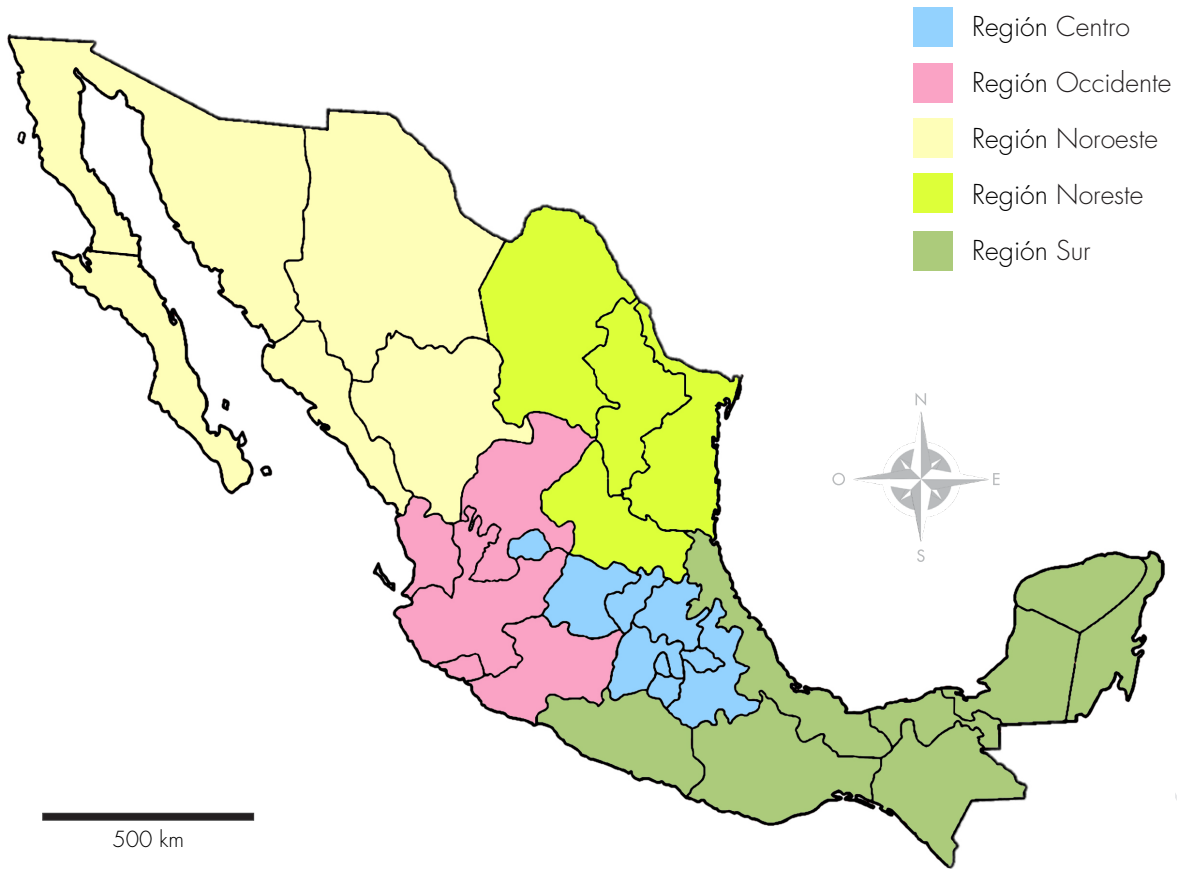 Región Centro
Región Occidente
Región Noroeste
Región Noreste
Región Sur
N
O
E
S
500 km